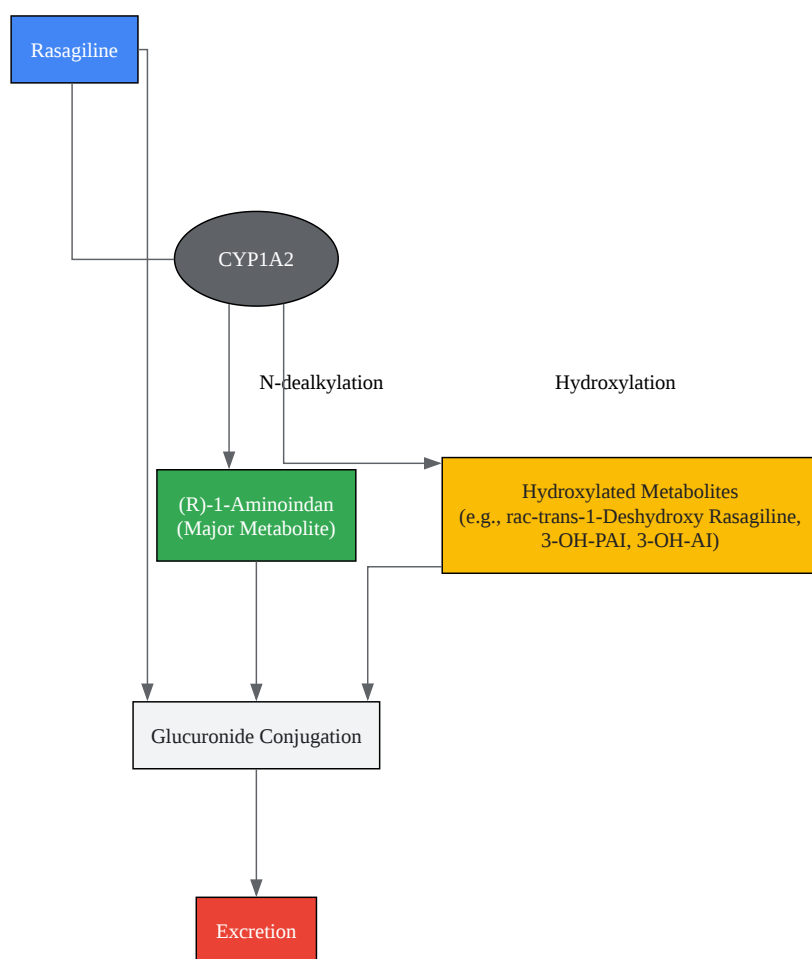 Rasagiline
CYP1A2
N-dealkylation
Hydroxylation
(R)-1-Aminoindan
(Major Metabolite)
Hydroxylated Metabolites
(e.g., rac-trans-1-Deshydroxy Rasagiline,
3-OH-PAI, 3-OH-AI)
Glucuronide Conjugation
Excretion